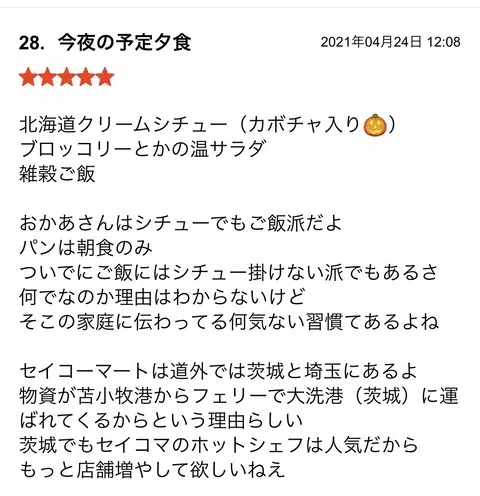 28. 今夜の予定夕食
2021年04月24日 12:08
★★★★★
北海道クリームシチュー（カボチャ入り🎃）
ブロッコリーとかの温サラダ
雑穀ご飯
おかあさんはシチューでもご飯派だよ
パンは朝食のみ
ついでにご飯にはシチュー掛けない派でもあるさ
何でなのか理由はわからないけど
そこの家庭に伝わってる何気ない習慣てあるよね
セイコーマートは道外では茨城と埼玉にあるよ
物資が苫小牧港からフェリーで大洗港（茨城）に運
ばれてくるからという理由らしい
茨城でもセイコマのホットシェフは人気だから
もっと店舗増やして欲しいねえ